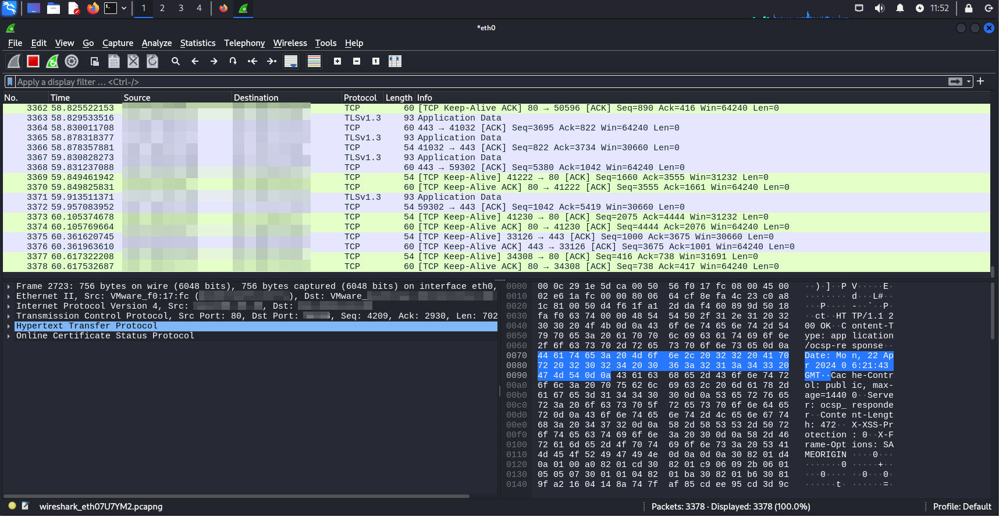 1 2 3 4 11:52
*eth0
File Edit View Go Capture Analyze Statistics Telephony Wireless Tools Help
Apply a display filter … <Ctrl-/>
No. Time Source Destination Protocol Length Info
3362 58.825522153 TCP 60 [TCP Keep-Alive ACK] 80 → 50596 [ACK] Seq=890 Ack=416 Win=64240 Len=0
3363 58.829533516 TLSv1.3 93 Application Data
3364 58.830011708 TCP 60 443 → 41032 [ACK] Seq=3695 Ack=822 Win=64240 Len=0
3365 58.878318377 TLSv1.3 93 Application Data
3366 58.878357881 TCP 54 41032 → 443 [ACK] Seq=822 Ack=3734 Win=30660 Len=0
3367 59.830828273 TLSv1.3 93 Application Data
3368 59.831237088 TCP 60 443 → 59302 [ACK] Seq=5380 Ack=1042 Win=64240 Len=0
3369 59.849461942 TCP 54 [TCP Keep-Alive] 41222 → 80 [ACK] Seq=1660 Ack=3555 Win=31232 Len=0
3370 59.849825831 TCP 60 [TCP Keep-Alive ACK] 80 → 41222 [ACK] Seq=3555 Ack=1661 Win=64240 Len=0
3371 59.913511371 TLSv1.3 93 Application Data
3372 59.957083952 TCP 54 59302 → 443 [ACK] Seq=1042 Ack=5419 Win=30660 Len=0
3373 60.105374678 TCP 54 [TCP Keep-Alive] 41230 → 80 [ACK] Seq=2075 Ack=4444 Win=31232 Len=0
3374 60.105769664 TCP 60 [TCP Keep-Alive ACK] 80 → 41230 [ACK] Seq=4444 Ack=2076 Win=64240 Len=0
3375 60.361620745 TCP 54 [TCP Keep-Alive] 33126 → 443 [ACK] Seq=1000 Ack=3675 Win=30660 Len=0
3376 60.361963610 TCP 60 [TCP Keep-Alive ACK] 443 → 33126 [ACK] Seq=3675 Ack=1001 Win=64240 Len=0
3377 60.617322208 TCP 54 [TCP Keep-Alive] 34308 → 80 [ACK] Seq=416 Ack=738 Win=31691 Len=0
3378 60.617532687 TCP 60 [TCP Keep-Alive ACK] 80 → 34308 [ACK] Seq=738 Ack=417 Win=64240 Len=0
Frame 2723: 756 bytes on wire (6048 bits), 756 bytes captured (6048 bits) on interface eth0,
Ethernet II, Src: VMware_f0:17:fc ( ), Dst: VMware_
Internet Protocol Version 4, Src: , Dst:
Transmission Control Protocol, Src Port: 80, Dst Port: , Seq: 4209, Ack: 2930, Len: 702
Hypertext Transfer Protocol
Online Certificate Status Protocol
0000 00 0c 29 1e 5d ca 00 50 56 f0 17 fc 08 00 45 00 ··)·]··P V·····E·
0010 02 e6 1a fc 00 00 80 06 64 cf 8e fa 4c 23 c0 a8 ········ d···L#··
0020 1c 81 00 50 d4 f6 1f a1 2d da f4 60 89 9d 50 18 ···P···· -··`··P·
0030 fa f0 63 74 00 00 48 54 54 50 2f 31 2e 31 20 32 ··ct··HT TP/1.1 2
0040 30 30 20 4f 4b 0d 0a 43 6f 6e 74 65 6e 74 2d 54 00 OK··C ontent-T
0050 79 70 65 3a 20 61 70 70 6c 69 63 61 74 69 6f 6e ype: app lication
0060 2f 6f 63 73 70 2d 72 65 73 70 6f 6e 73 65 0d 0a /ocsp-re sponse··
0070 44 61 74 65 3a 20 4d 6f 6e 2c 20 32 32 20 41 70 Date: Mo n, 22 Ap
0080 72 20 32 30 32 34 20 30 36 3a 32 31 3a 34 33 20 r 2024 0 6:21:43
0090 47 4d 54 0d 0a 43 61 63 68 65 2d 43 6f 6e 74 72 GMT··Cac he-Contr
00a0 6f 6c 3a 20 70 75 62 6c 69 63 2c 20 6d 61 78 2d ol: publ ic, max-
00b0 61 67 65 3d 31 34 34 30 30 0d 0a 53 65 72 76 65 age=1440 0··Serve
00c0 72 3a 20 6f 63 73 70 5f 72 65 73 70 6f 6e 64 65 r: ocsp_ responde
00d0 72 0d 0a 43 6f 6e 74 65 6e 74 2d 4c 65 6e 67 74 r··Conte nt-Lengt
00e0 68 3a 20 34 37 32 0d 0a 58 2d 58 53 53 2d 50 72 h: 472·· X-XSS-Pr
00f0 6f 74 65 63 74 69 6f 6e 3a 20 30 0d 0a 58 2d 46 otection : 0··X-F
0100 72 61 6d 65 2d 4f 70 74 69 6f 6e 73 3a 20 53 41 rame-Opt ions: SA
0110 4d 45 4f 52 49 47 49 4e 0d 0a 0d 0a 30 82 01 d4 MEORIGIN ····0···
0120 0a 01 00 a0 82 01 cd 30 82 01 c9 06 09 2b 06 01 ·······0 ·····+··
0130 05 05 07 30 01 01 04 82 01 ba 30 82 01 b6 30 81 ···0···· ··0···0·
0140 9f a2 16 04 14 8a 74 7f af 85 cd ee 95 cd 3d 9c ······t· ······=·
wireshark_eth07U7YM2.pcapng Packets: 3378 · Displayed: 3378 (100.0%) Profile: Default